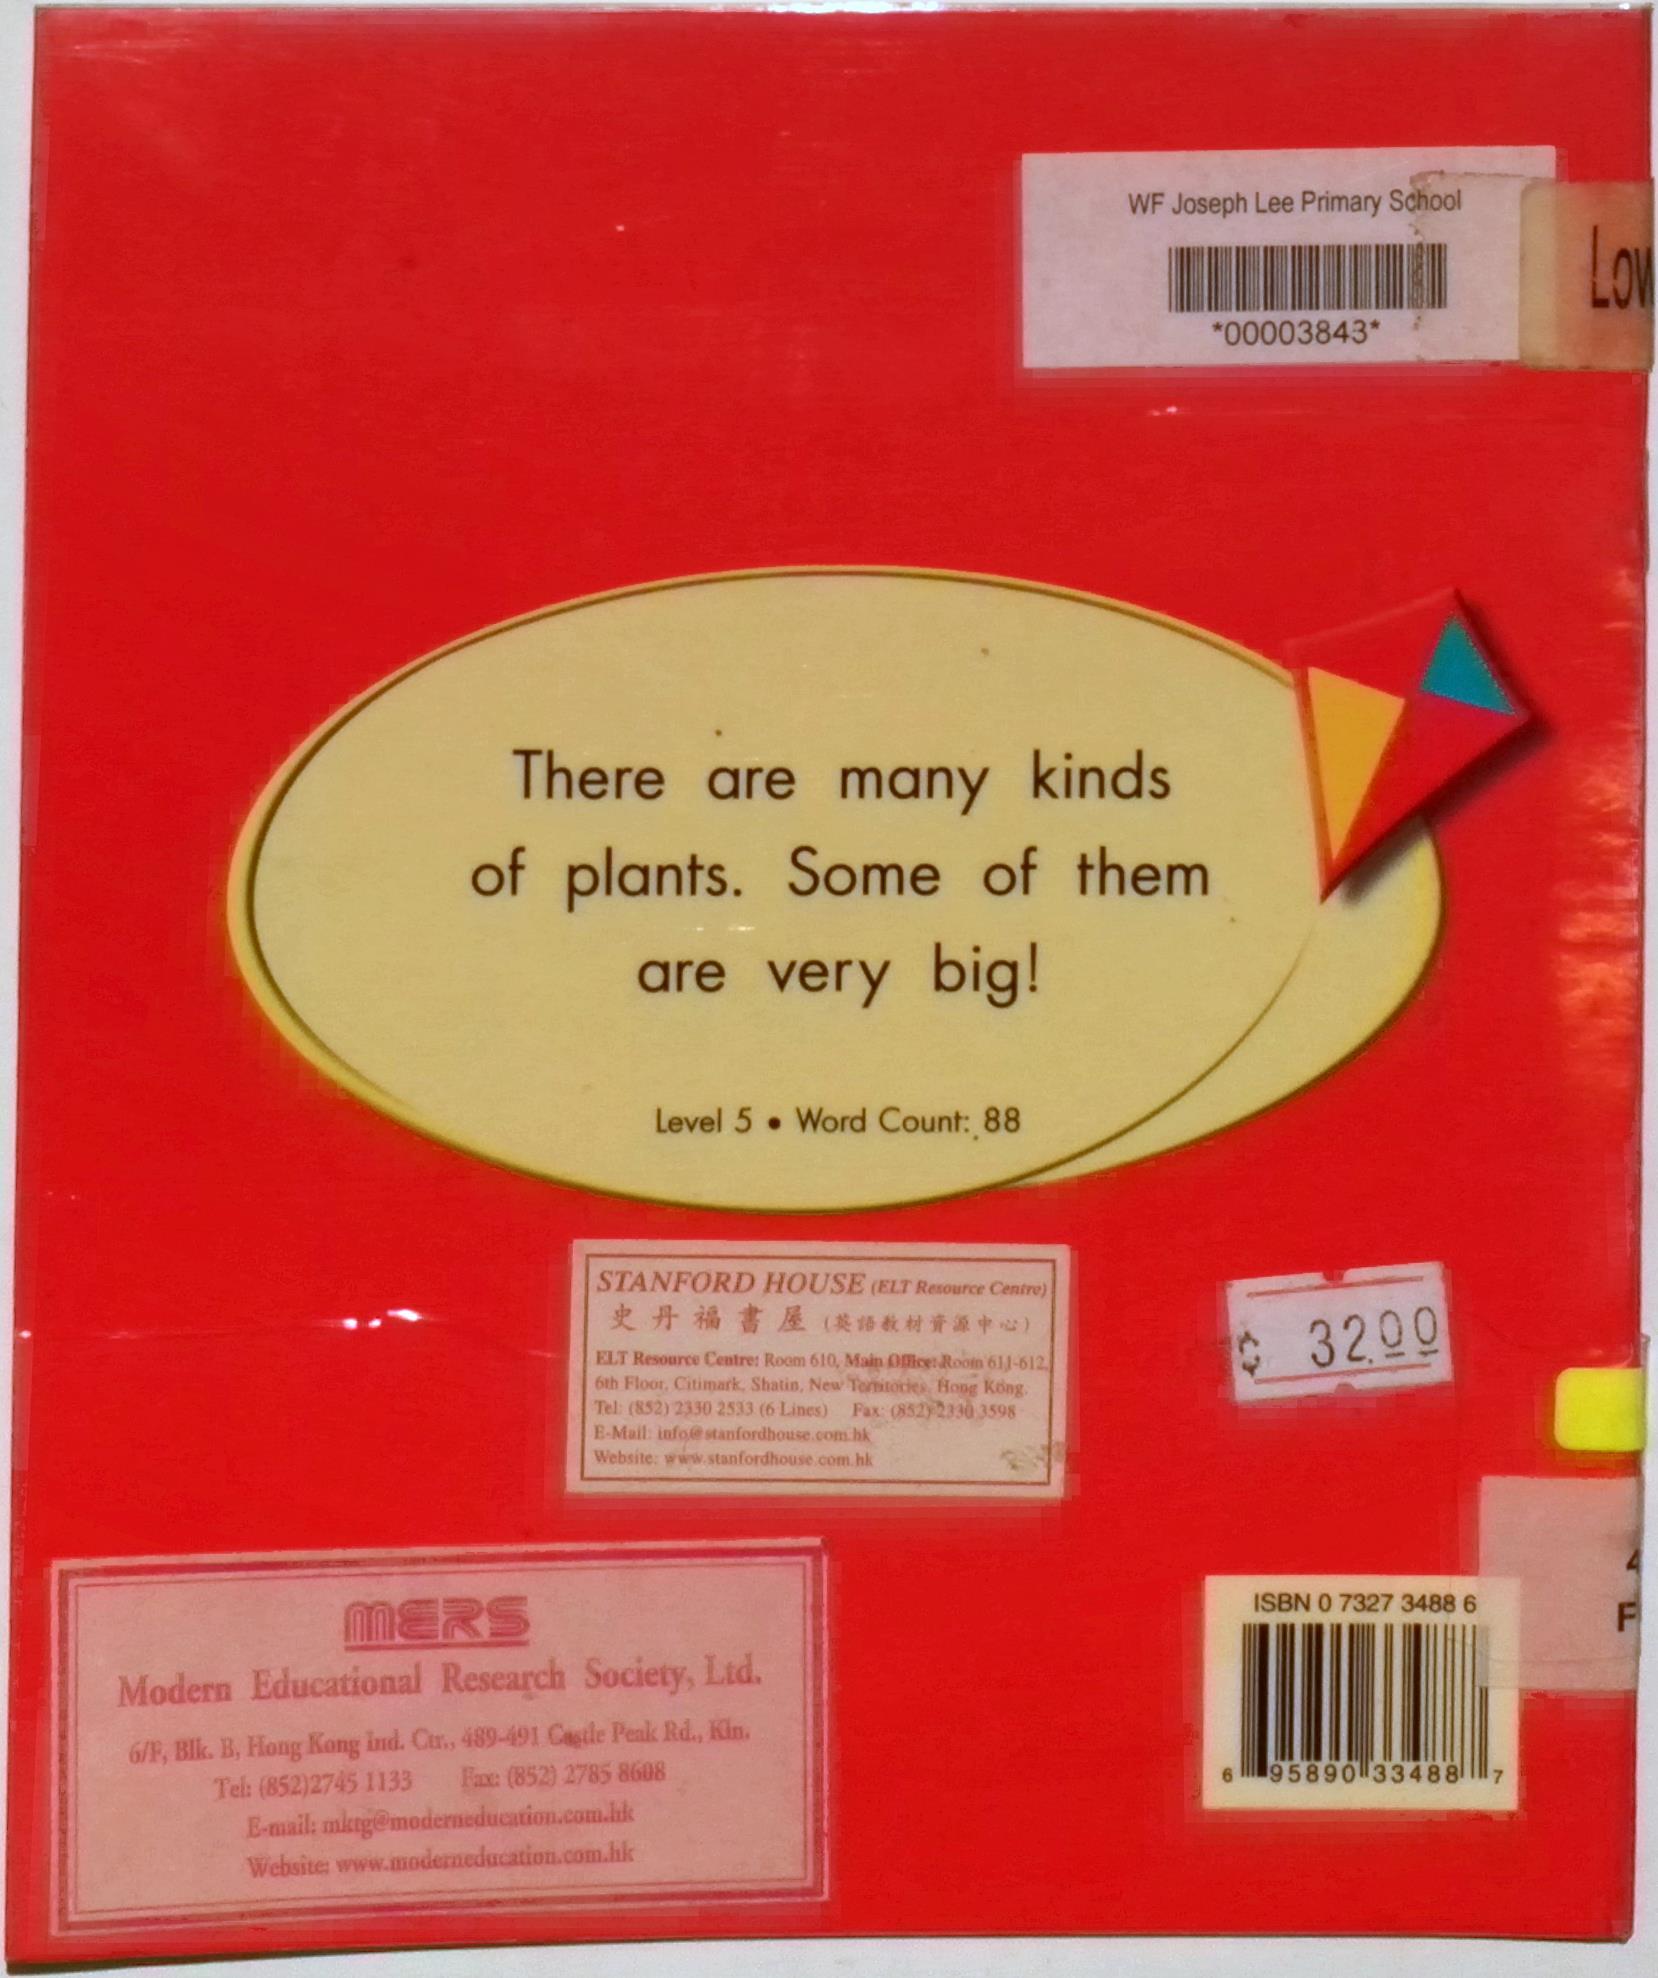 WF Joseph Lee Primary School
*00003843*
Low
There are many kinds
of plants. Some of them
are very big!
Level 5 • Word Count: 88
STANFORD HOUSE (ELT Resource Centre)
史丹福書屋 (英語教材資源中心)
ELT Resource Centre: Room 610, Main Office: Room 611-612,
6th Floor, Citimark, Shatin, New Territories, Hong Kong.
Tel: (852) 2330 2533 (6 Lines) Fax: (852) 2330 3598
E-Mail: info@stanfordhouse.com.hk
Website: www.stanfordhouse.com.hk
32.00
MERS
Modern Educational Research Society, Ltd.
6/F, Blk. B, Hong Kong Ind. Ctr., 489-491 Castle Peak Rd., Kln.
Tel: (852)2745 1133 Fax: (852) 2785 8608
E-mail: mktg@moderneducation.com.hk
Website: www.moderneducation.com.hk
4
F
ISBN 0 7327 3488 6
6 95890 33488 7